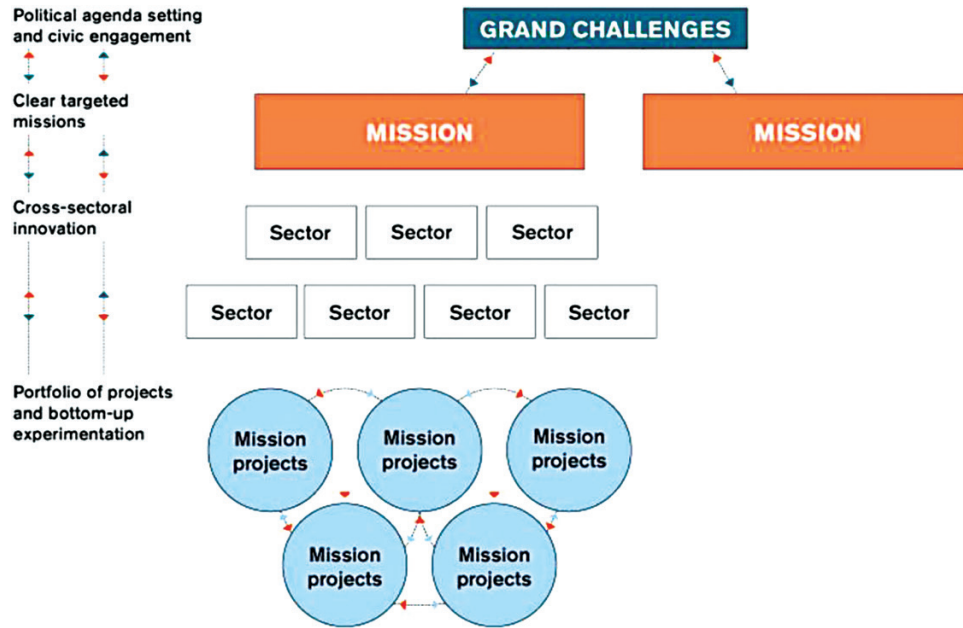 Political agenda setting
and civic engagement
GRAND CHALLENGES
Clear targeted
missions
MISSION
MISSION
Cross-sectoral
innovation
Sector
Sector
Sector
Sector
Sector
Sector
Sector
Portfolio of projects
and bottom-up
experimentation
Mission
projects
Mission
projects
Mission
projects
Mission
projects
Mission
projects